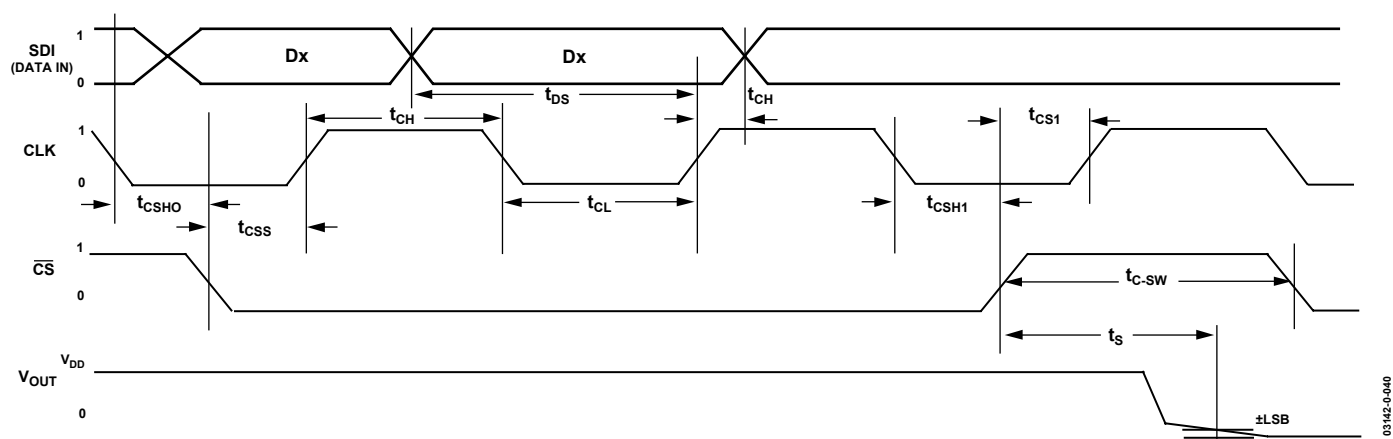 1
SDI
(DATA IN)
0
Dx
Dx
tDS
tCH
tCH
tCS1
1
CLK
0
tCSHO
tCSS
tCL
tCSH1
1
CS
0
tC-SW
tS
VDD
VOUT
0
±LSB
03142-0-040